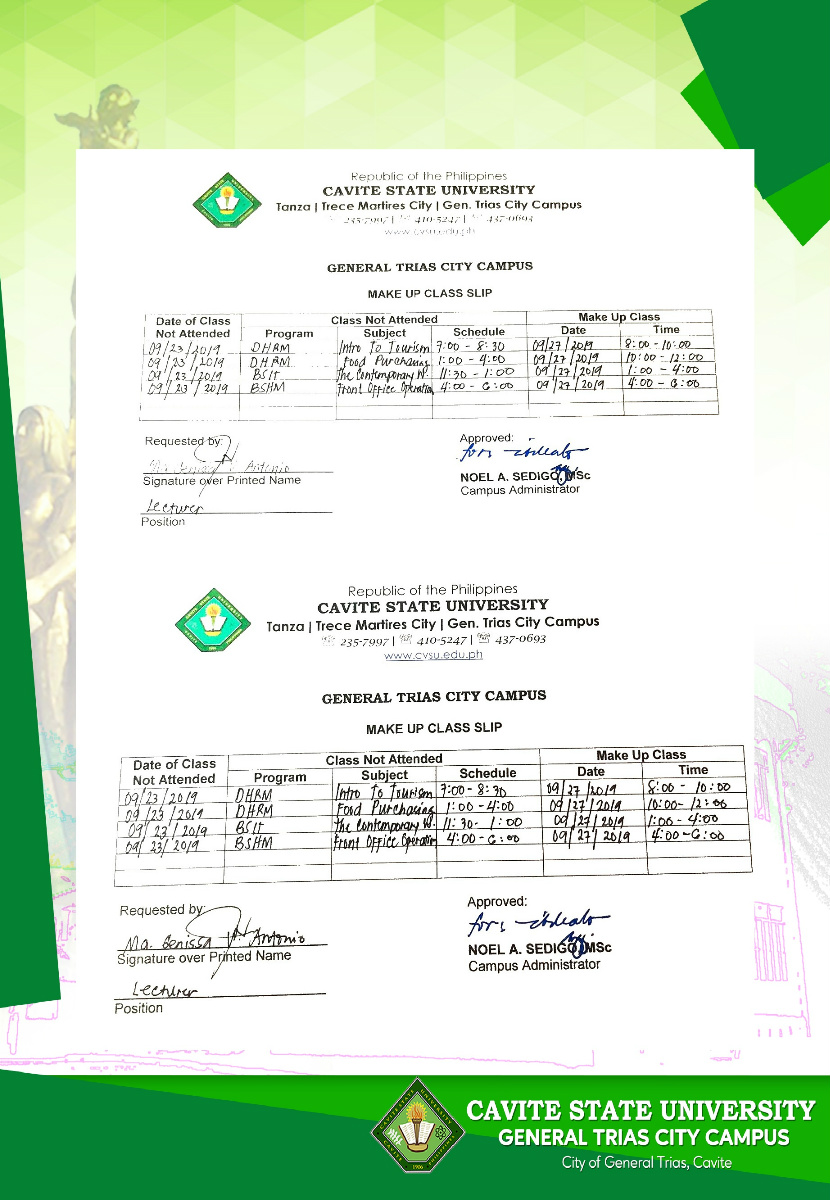 Republic of the Philippines
CAVITE STATE UNIVERSITY
Tanza | Trece Martires City | Gen. Trias City Campus
235-7997 | 410-5247 | 437-0693
www.cvsu.edu.ph
GENERAL TRIAS CITY CAMPUS
MAKE UP CLASS SLIP
Date of Class Not Attended Class Not Attended Make Up Class
Program Subject Schedule Date Time
09/23/2019 DHRM Intro To Tourism 7:00 - 8:30 09/27/2019 8:00 - 10:00
09/23/2019 DHRM Food Purchasing 1:00 - 4:00 09/27/2019 10:00 - 12:00
09/23/2019 BSIT The Contemporary W. 11:30 - 1:00 09/27/2019 1:00 - 4:00
09/23/2019 BSHM Front Office Operation 4:00 - 6:00 09/27/2019 4:00 - 6:00
Requested by: Approved:
for:
Antonio NOEL A. SEDIGO, MSc
Signature over Printed Name Campus Administrator
Lecturer
Position
Republic of the Philippines
CAVITE STATE UNIVERSITY
Tanza | Trece Martires City | Gen. Trias City Campus
235-7997 | 410-5247 | 437-0693
www.cvsu.edu.ph
GENERAL TRIAS CITY CAMPUS
MAKE UP CLASS SLIP
Date of Class Not Attended Class Not Attended Make Up Class
Program Subject Schedule Date Time
09/23/2019 DHRM Intro To Tourism 7:00 - 8:30 09/27/2019 8:00 - 10:00
09/23/2019 DHRM Food Purchasing 1:00 - 4:00 09/27/2019 10:00 - 12:00
09/23/2019 BSIT The Contemporary W. 11:30 - 1:00 09/27/2019 1:00 - 4:00
09/23/2019 BSHM Front Office Operation 4:00 - 6:00 09/27/2019 4:00 - 6:00
Requested by: Approved:
for:
Ma. Benissa Antonio NOEL A. SEDIGO, MSc
Signature over Printed Name Campus Administrator
Lecturer
Position
CAVITE STATE UNIVERSITY
GENERAL TRIAS CITY CAMPUS
City of General Trias, Cavite